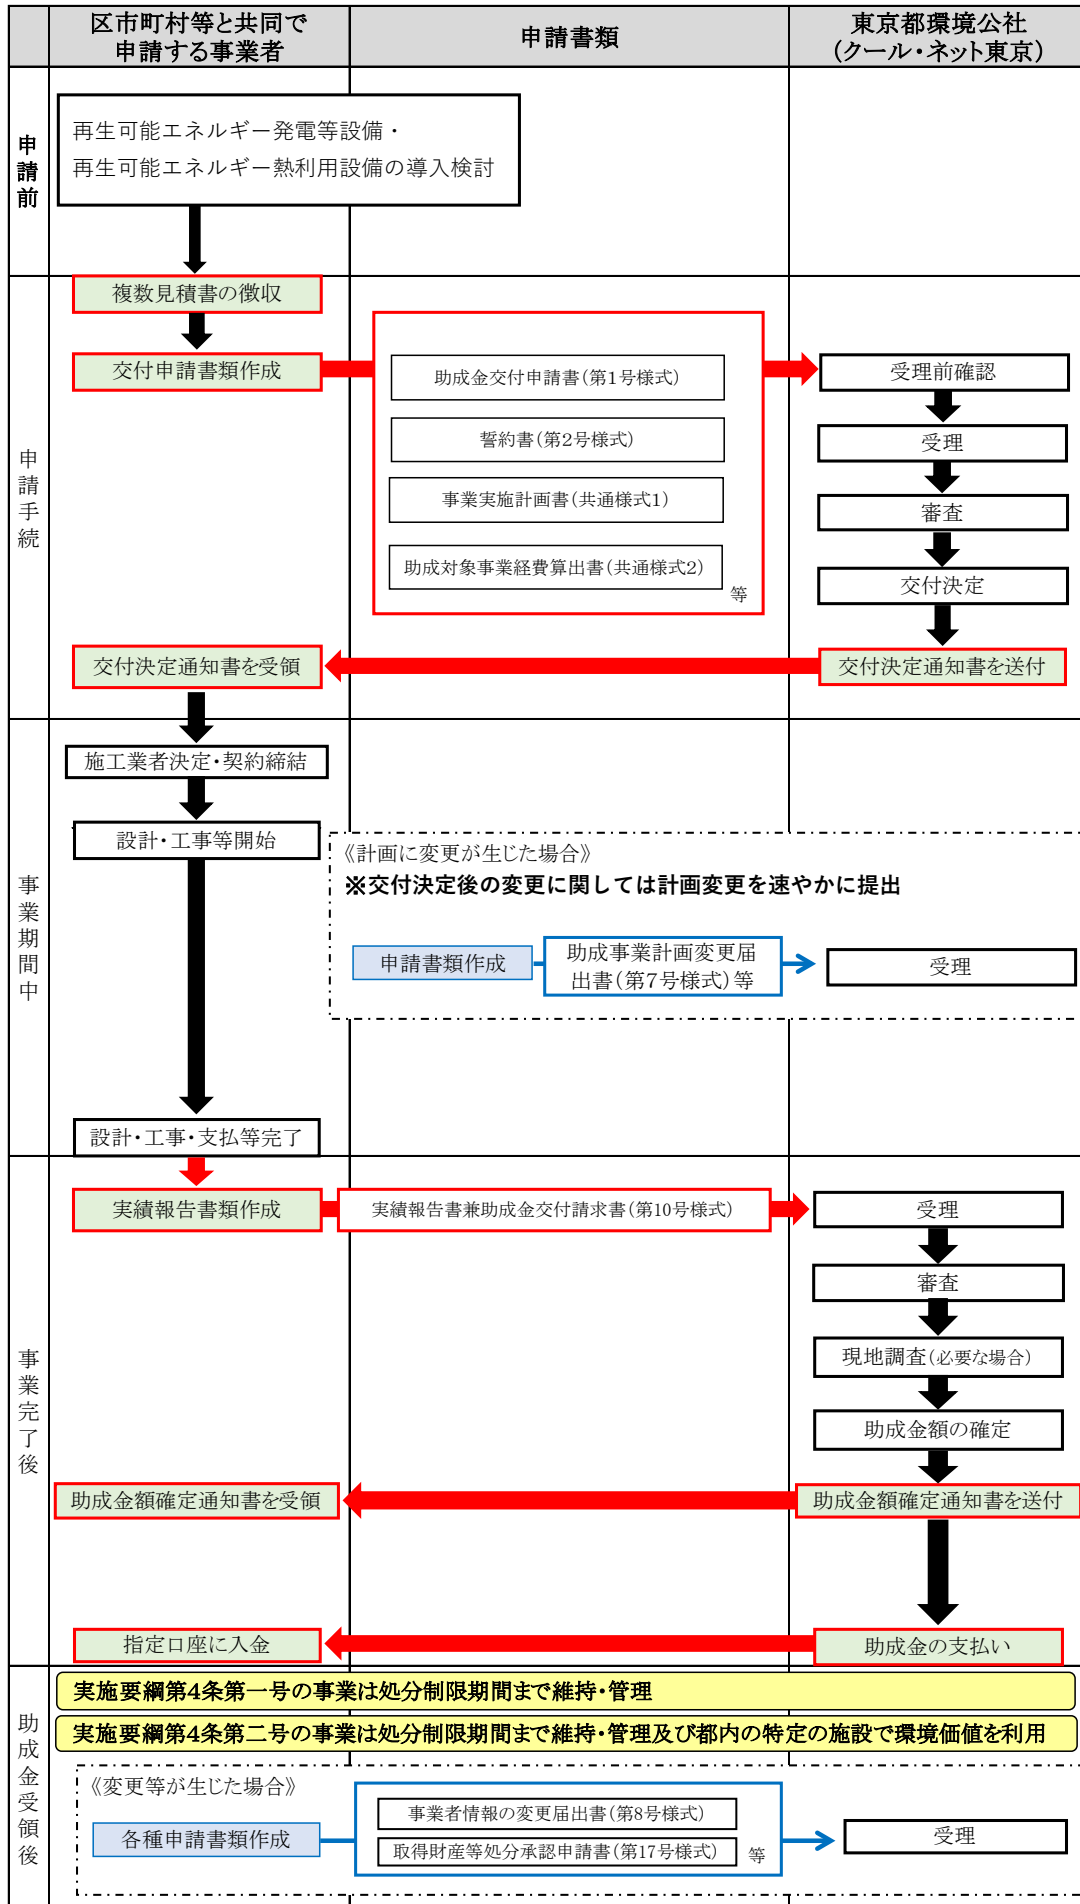 区市町村等と共同で
申請する事業者
申請書類
東京都環境公社
(クール・ネット東京)
申請前
再生可能エネルギー発電等設備・
再生可能エネルギー熱利用設備の導入検討
申請手続
複数見積書の徴収
交付申請書類作成
助成金交付申請書(第1号様式)
誓約書(第2号様式)
事業実施計画書(共通様式1)
助成対象事業経費算出書(共通様式2)
等
受理前確認
受理
審査
交付決定
交付決定通知書を受領
交付決定通知書を送付
事業期間中
施工業者決定・契約締結
設計・工事等開始
《計画に変更が生じた場合》
※交付決定後の変更に関しては計画変更を速やかに提出
申請書類作成
助成事業計画変更届
出書(第7号様式)等
受理
設計・工事・支払等完了
事業完了後
実績報告書類作成
実績報告書兼助成金交付請求書(第10号様式)
受理
審査
現地調査(必要な場合)
助成金額の確定
助成金額確定通知書を受領
助成金額確定通知書を送付
指定口座に入金
助成金の支払い
助成金受領後
実施要綱第4条第一号の事業は処分制限期間まで維持・管理
実施要綱第4条第二号の事業は処分制限期間まで維持・管理及び都内の特定の施設で環境価値を利用
《変更等が生じた場合》
各種申請書類作成
事業者情報の変更届出書(第8号様式)
取得財産等処分承認申請書(第17号様式)
等
受理